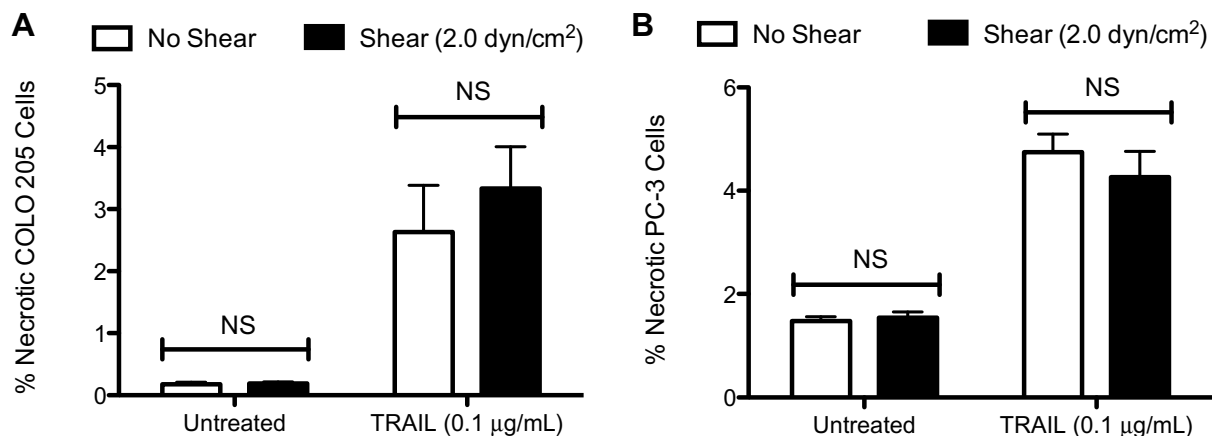 A
No Shear
Shear (2.0 dyn/cm²)
% Necrotic COLO 205 Cells
5
4
3
2
1
0
NS
NS
Untreated
TRAIL (0.1 μg/mL)
B
No Shear
Shear (2.0 dyn/cm²)
% Necrotic PC-3 Cells
6
4
2
0
NS
NS
Untreated
TRAIL (0.1 μg/mL)